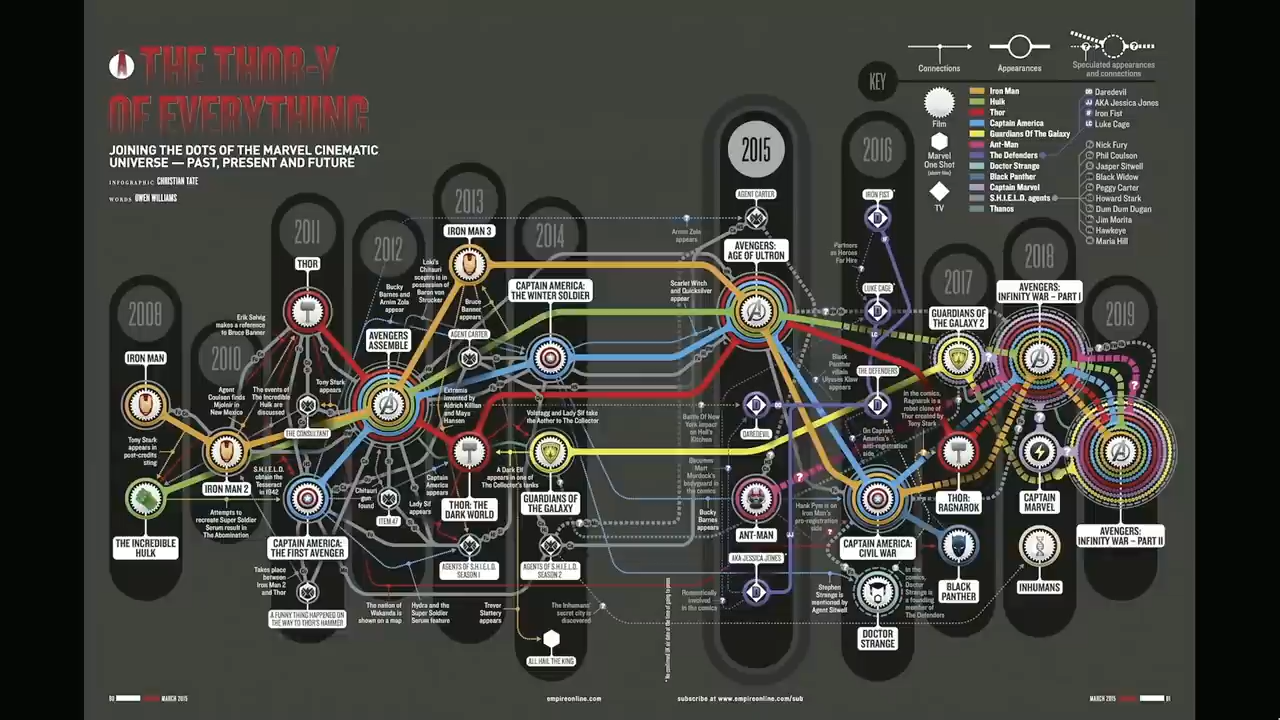 THE THOR-Y
OF EVERYTHING
JOINING THE DOTS OF THE MARVEL CINEMATIC
UNIVERSE — PAST, PRESENT AND FUTURE
INFOGRAPHIC CHRISTIAN TATE
WORDS OWEN WILLIAMS
KEY
Connections
Appearances
Speculated appearances
and connections
Film
Marvel
One Shot
(short film)
TV
Iron Man
Hulk
Thor
Captain America
Guardians Of The Galaxy
Ant-Man
The Defenders
Doctor Strange
Black Panther
Captain Marvel
S.H.I.E.L.D. agents
Thanos
Daredevil
AKA Jessica Jones
Iron Fist
Luke Cage
Nick Fury
Phil Coulson
Jasper Sitwell
Black Widow
Peggy Carter
Howard Stark
Dum Dum Dugan
Jim Morita
Hawkeye
Maria Hill
2008
IRON MAN
Tony Stark
appears in
post-credits
sting
THE INCREDIBLE
HULK
2010
Agent
Coulson finds
Mjolnir in
New Mexico
IRON MAN 2
Attempts to
recreate Super Soldier
Serum result in
The Abomination
2011
THOR
Erik Selvig
makes a reference
to Bruce Banner
The events of
The Incredible
Hulk are
discussed
Tony Stark
appears
THE CONSULTANT
S.H.I.E.L.D.
obtain the
Tesseract
in 1942
CAPTAIN AMERICA:
THE FIRST AVENGER
Takes place
between
Iron Man 2
and Thor
A FUNNY THING HAPPENED ON
THE WAY TO THOR'S HAMMER
2012
Bucky
Barnes and
Arnim Zola
appear
AVENGERS
ASSEMBLE
Chitauri
gun
found
ITEM 47
The nation of
Wakanda is
shown on a map
2013
IRON MAN 3
Loki's
Chitauri
sceptre is in
possession of
Baron von
Strucker
Bruce
Banner
appears
AGENT CARTER
Extremis
invented by
Aldrich Killian
and Maya
Hansen
Captain
America
appears
Lady Sif
appears
THOR: THE
DARK WORLD
AGENTS OF S.H.I.E.L.D.
SEASON 1
Hydra and the
Super Soldier
Serum feature
Trevor
Slattery
appears
2014
CAPTAIN AMERICA:
THE WINTER SOLDIER
Volstagg and Lady Sif take
the Aether to The Collector
A Dark Elf
appears in one of
The Collector's tanks
GUARDIANS OF
THE GALAXY
AGENTS OF S.H.I.E.L.D.
SEASON 2
The Inhumans'
secret city is
discovered
ALL HAIL THE KING
Arnim Zola
appears
Scarlet Witch
and Quicksilver
appear
2015
AGENT CARTER
AVENGERS:
AGE OF ULTRON
Battle Of New
York impact
on Hell's
Kitchen
DAREDEVIL
Bucky
Barnes
appears
ANT-MAN
AKA JESSICA JONES
Romantically
involved
in the comics
2016
IRON FIST
Partners
as Heroes
For Hire
LUKE CAGE
Black
Panther
villain
Ulysses Klaw
appears
THE DEFENDERS
On Captain
America's
anti-registration
side
Hank Pym is on
Iron Man's
pro-registration
side
CAPTAIN AMERICA:
CIVIL WAR
Stephen
Strange is
mentioned by
Agent Sitwell
In the
comics,
Doctor
Strange is
a founding
member of
The Defenders
DOCTOR
STRANGE
2017
GUARDIANS OF
THE GALAXY 2
In the comics,
Ragnarok is a
robot clone of
Thor created by
Tony Stark
THOR:
RAGNAROK
BLACK
PANTHER
2018
AVENGERS:
INFINITY WAR – PART I
CAPTAIN
MARVEL
INHUMANS
2019
AVENGERS:
INFINITY WAR – PART II
MARCH 2015
empireonline.com
subscribe at www.empireonline.com/sub
MARCH 2015